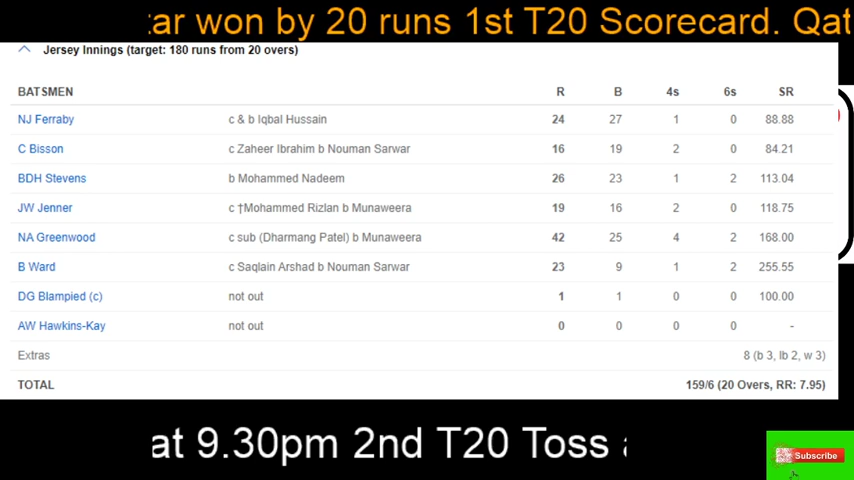 ar won by 20 runs 1st T20 Scorecard. Qat
Jersey Innings (target: 180 runs from 20 overs)
BATSMEN R B 4s 6s SR
NJ Ferraby c & b Iqbal Hussain 24 27 1 0 88.88
C Bisson c Zaheer Ibrahim b Nouman Sarwar 16 19 2 0 84.21
BDH Stevens b Mohammed Nadeem 26 23 1 2 113.04
JW Jenner c †Mohammed Rizlan b Munaweera 19 16 2 0 118.75
NA Greenwood c sub (Dharmang Patel) b Munaweera 42 25 4 2 168.00
B Ward c Saqlain Arshad b Nouman Sarwar 23 9 1 2 255.55
DG Blampied (c) not out 1 1 0 0 100.00
AW Hawkins-Kay not out 0 0 0 0 -
Extras 8 (b 3, lb 2, w 3)
TOTAL 159/6 (20 Overs, RR: 7.95)
at 9.30pm 2nd T20 Toss
Subscribe